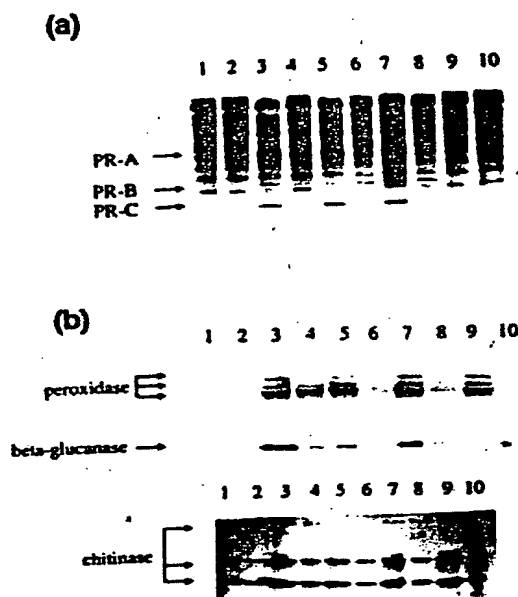 (a)
1 2 3 4 5 6 7 8 9 10
PR-A
PR-B
PR-C
(b)
1 2 3 4 5 6 7 8 9 10
peroxidase
beta-glucanase
1 2 3 4 5 6 7 8 9 10
chitinase